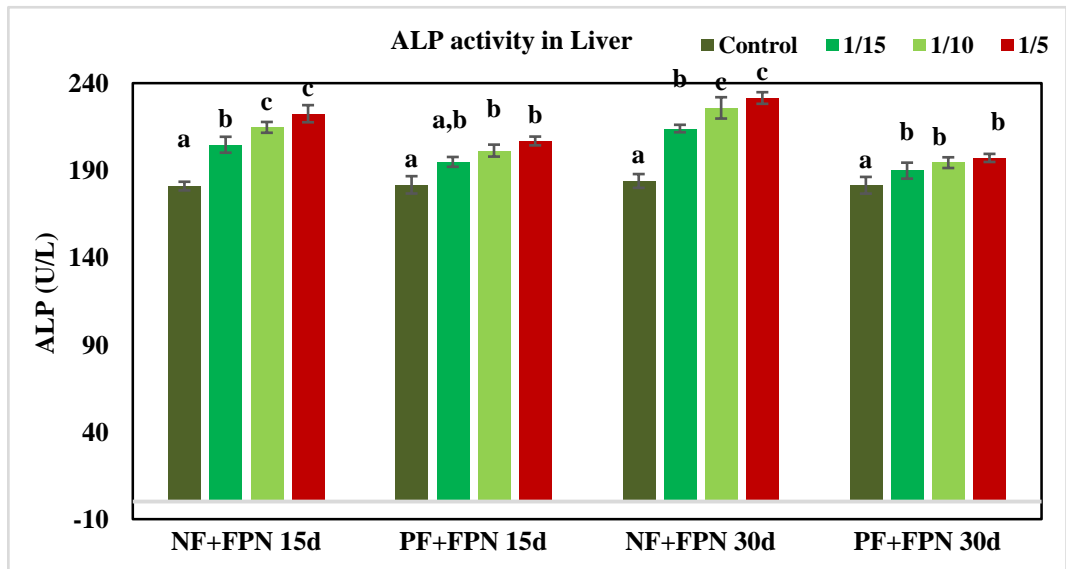 ALP activity in Liver
Control 1/15 1/10 1/5
ALP (U/L)
240
190
140
90
40
-10
a b c c
a a,b b b
a b c c
a b b b
NF+FPN 15d PF+FPN 15d NF+FPN 30d PF+FPN 30d